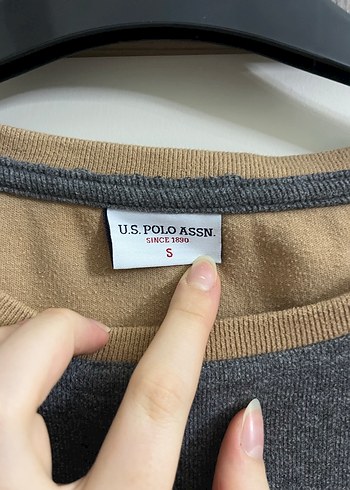 U.S. POLO ASSN.
SINCE 1890
S